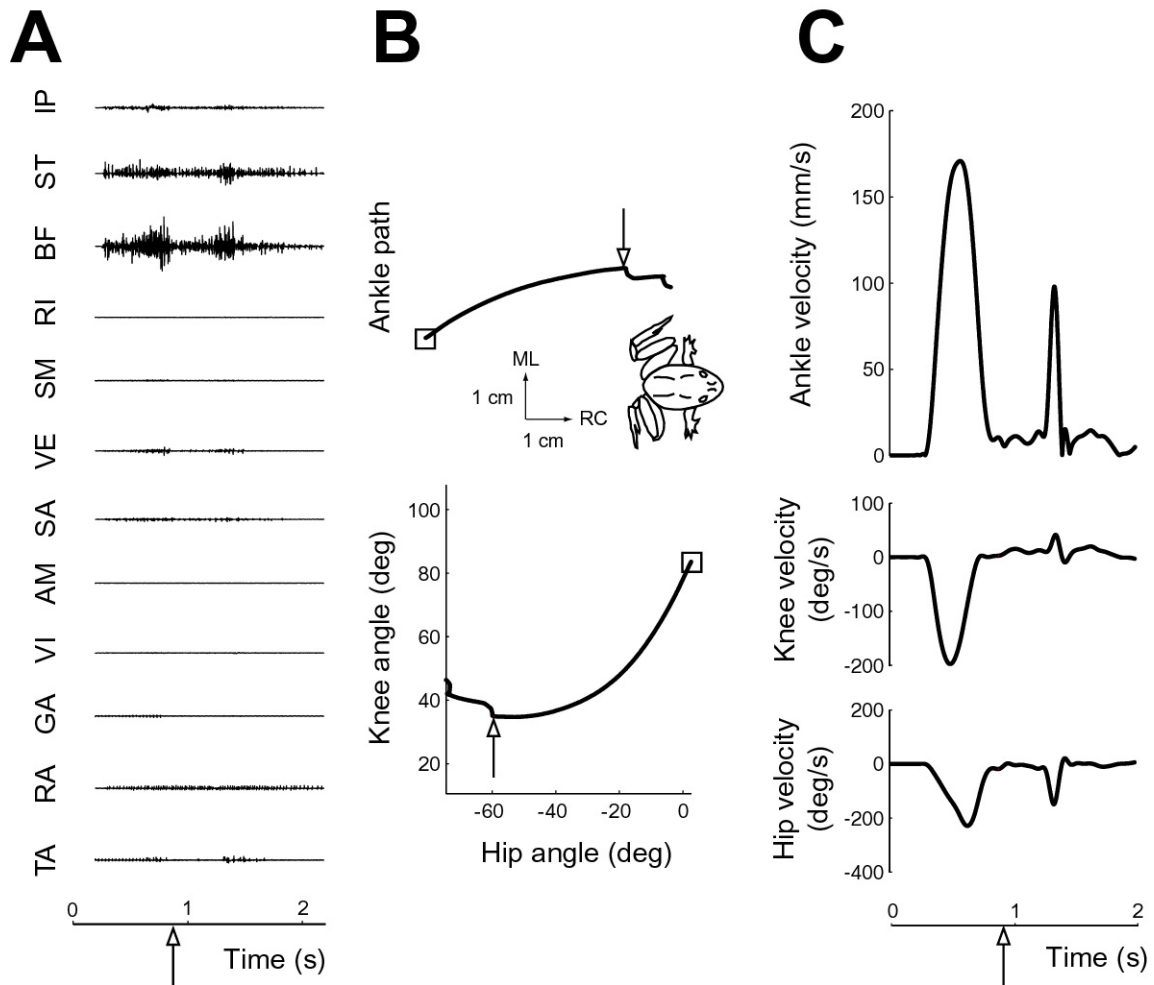 A
B
C
IP
ST
BF
RI
SM
VE
SA
AM
VI
GA
RA
TA
0
1
2
Time (s)
Ankle path
ML
1 cm
RC
1 cm
Knee angle (deg)
100
80
60
40
20
-60
-40
-20
0
Hip angle (deg)
Ankle velocity (mm/s)
200
150
100
50
0
Knee velocity
(deg/s)
100
0
-100
-200
Hip velocity
(deg/s)
200
0
-200
-400
0
1
2
Time (s)